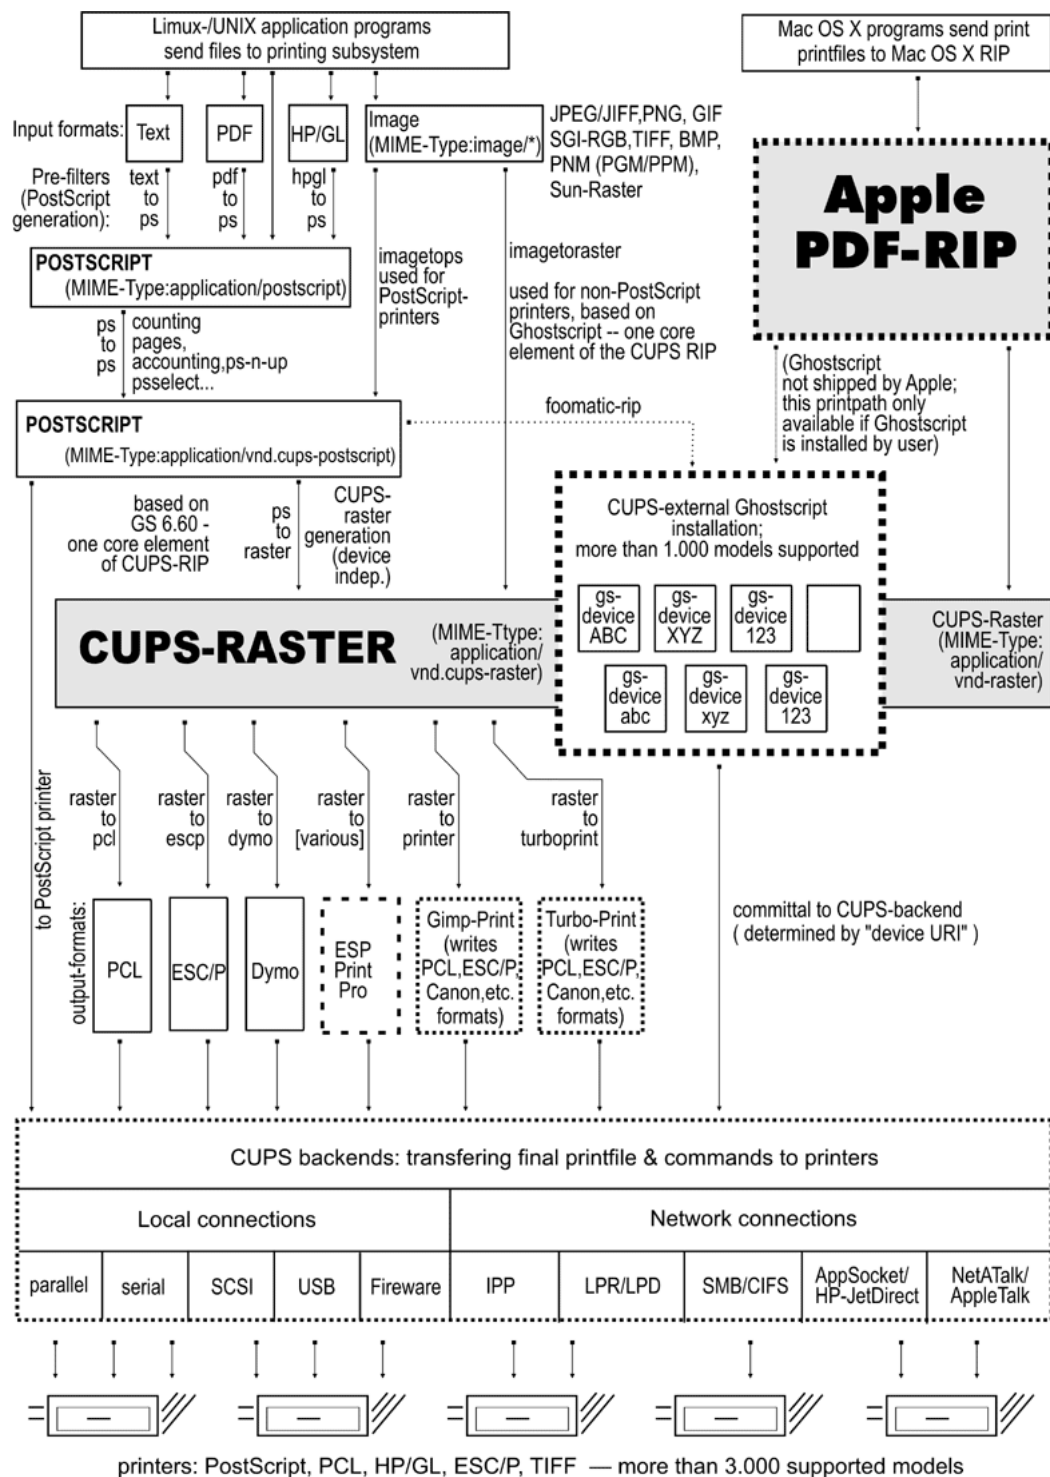 Limux-/UNIX application programs
send files to printing subsystem
Mac OS X programs send print
printfiles to Mac OS X RIP
Input formats:
Text
PDF
HP/GL
Image
(MIME-Type:image/*)
JPEG/JIFF,PNG, GIF
SGI-RGB,TIFF, BMP,
PNM (PGM/PPM),
Sun-Raster
Pre-filters
(PostScript
generation):
text
to
ps
pdf
to
ps
hpgl
to
ps
Apple
PDF-RIP
imagetops
used for
PostScript-
printers
imagetoraster
used for non-PostScript
printers, based on
Ghostscript -- one core
element of the CUPS RIP
POSTSCRIPT
(MIME-Type:application/postscript)
ps
to
ps
counting
pages,
accounting,ps-n-up
psselect...
(Ghostscript
not shipped by Apple;
this printpath only
available if Ghostscript
is installed by user)
foomatic-rip
POSTSCRIPT
(MIME-Type:application/vnd.cups-postscript)
based on
GS 6.60 -
one core element
of CUPS-RIP
ps
to
raster
CUPS-
raster
generation
(device
indep.)
CUPS-external Ghostscript
installation;
more than 1.000 models supported
gs-
device
ABC
gs-
device
XYZ
gs-
device
123
gs-
device
abc
gs-
device
xyz
gs-
device
123
CUPS-RASTER
(MIME-Ttype:
application/
vnd.cups-raster)
CUPS-Raster
(MIME-Type:
application/
vnd-raster)
to PostScript printer
raster
to
pcl
raster
to
escp
raster
to
dymo
raster
to
[various]
raster
to
printer
raster
to
turboprint
output-formats:
PCL
ESC/P
Dymo
ESP
Print
Pro
Gimp-Print
(writes
PCL,ESC/P,
Canon,etc.
formats)
Turbo-Print
(writes
PCL,ESC/P,
Canon,etc.
formats)
committal to CUPS-backend
( determined by "device URI" )
CUPS backends: transfering final printfile & commands to printers
Local connections
Network connections
parallel
serial
SCSI
USB
Fireware
IPP
LPR/LPD
SMB/CIFS
AppSocket/
HP-JetDirect
NetATalk/
AppleTalk
printers: PostScript, PCL, HP/GL, ESC/P, TIFF — more than 3.000 supported models